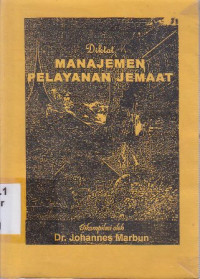 Diktat
MANAJEMEN
PELAYANAN JEMAAT
Dikompilasi oleh
Dr. Johannes Marbun